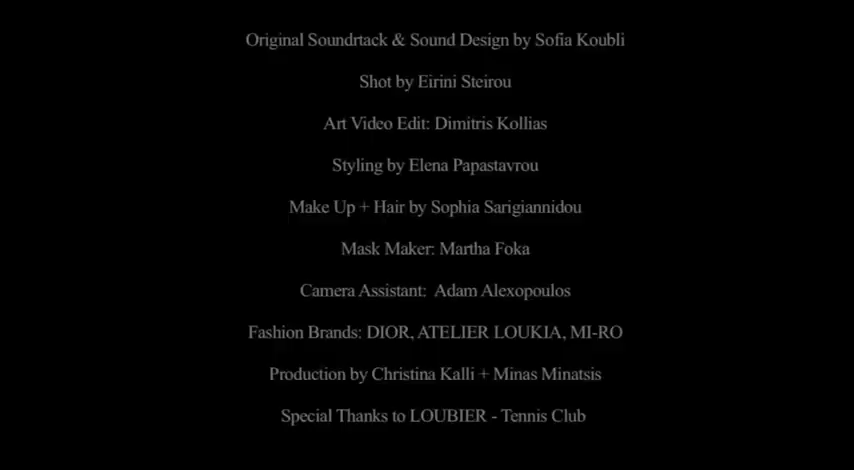 Original Soundrtack & Sound Design by Sofia Koubli
Shot by Eirini Steirou
Art Video Edit: Dimitris Kollias
Styling by Elena Papastavrou
Make Up + Hair by Sophia Sarigiannidou
Mask Maker: Martha Foka
Camera Assistant:  Adam Alexopoulos
Fashion Brands: DIOR, ATELIER LOUKIA, MI-RO
Production by Christina Kalli + Minas Minatsis
Special Thanks to LOUBIER - Tennis Club